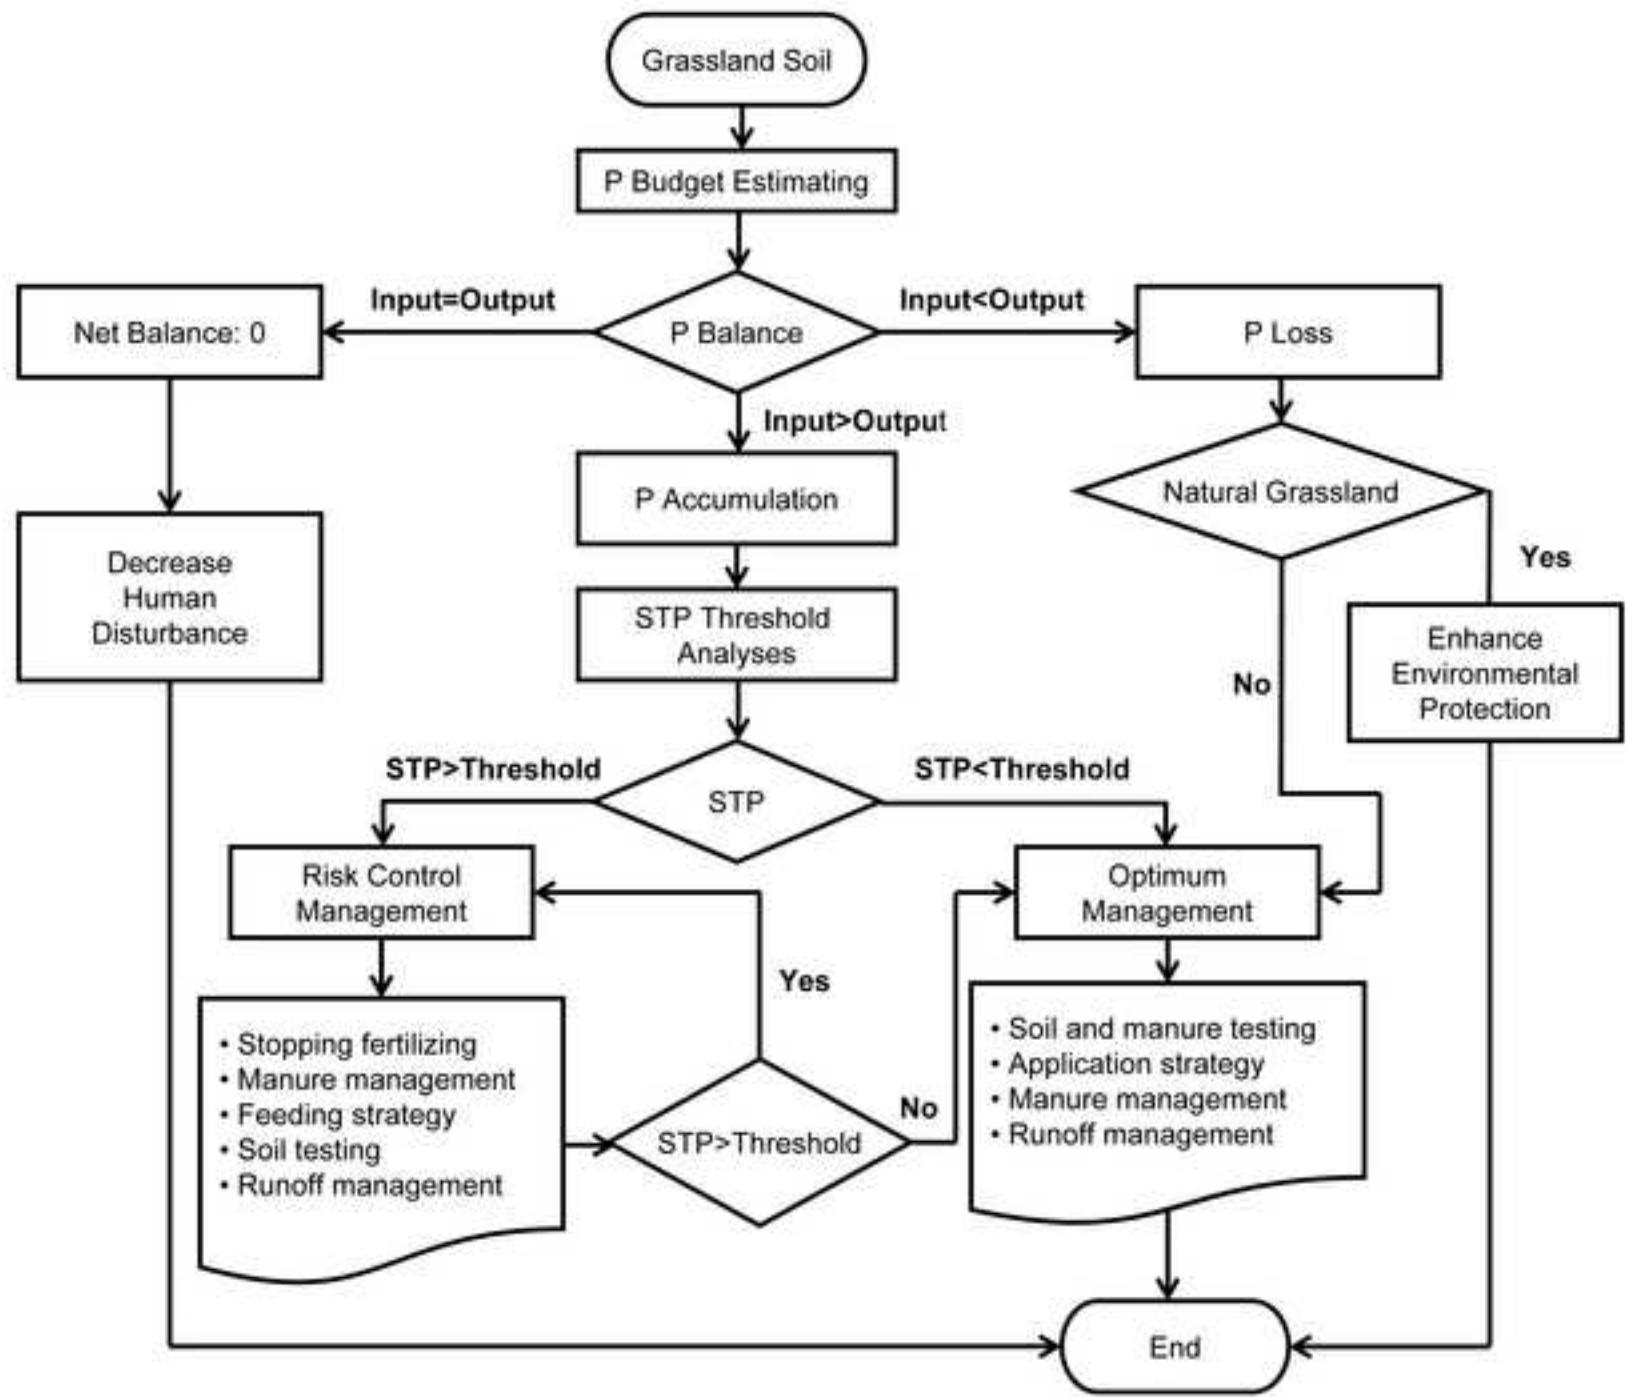 Grassland Soil
P Budget Estimating
Input=Output
Input<Output
Net Balance: 0
P Balance
P Loss
Input>Output
P Accumulation
Natural Grassland
Decrease
Human
Disturbance
STP Threshold
Analyses
Yes
Enhance
Environmental
Protection
No
STP>Threshold
STP<Threshold
STP
Risk Control
Management
Optimum
Management
Yes
• Stopping fertilizing
• Manure management
• Feeding strategy
• Soil testing
• Runoff management
STP>Threshold
No
• Soil and manure testing
• Application strategy
• Manure management
• Runoff management
End